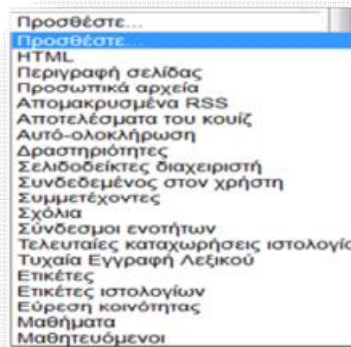 Προσθέστε...
Προσθέστε...
HTML
Περιγραφή σελίδας
Προσωπικά αρχεία
Απομακρυσμένα RSS
Αποτελέσματα του κουίζ
Αυτό-ολοκλήρωση
Δραστηριότητες
Σελιδοδείκτες διαχειριστή
Συνδεδεμένος στον χρήστη
Συμμετέχοντες
Σχόλια
Σύνδεσμοι ενοτήτων
Τελευταίες καταχωρήσεις ιστολογίο
Τυχαία Εγγραφή Λεξικού
Ετικέτες
Ετικέτες ιστολογίων
Εύρεση κοινότητας
Μαθήματα
Μαθητευόμενοι